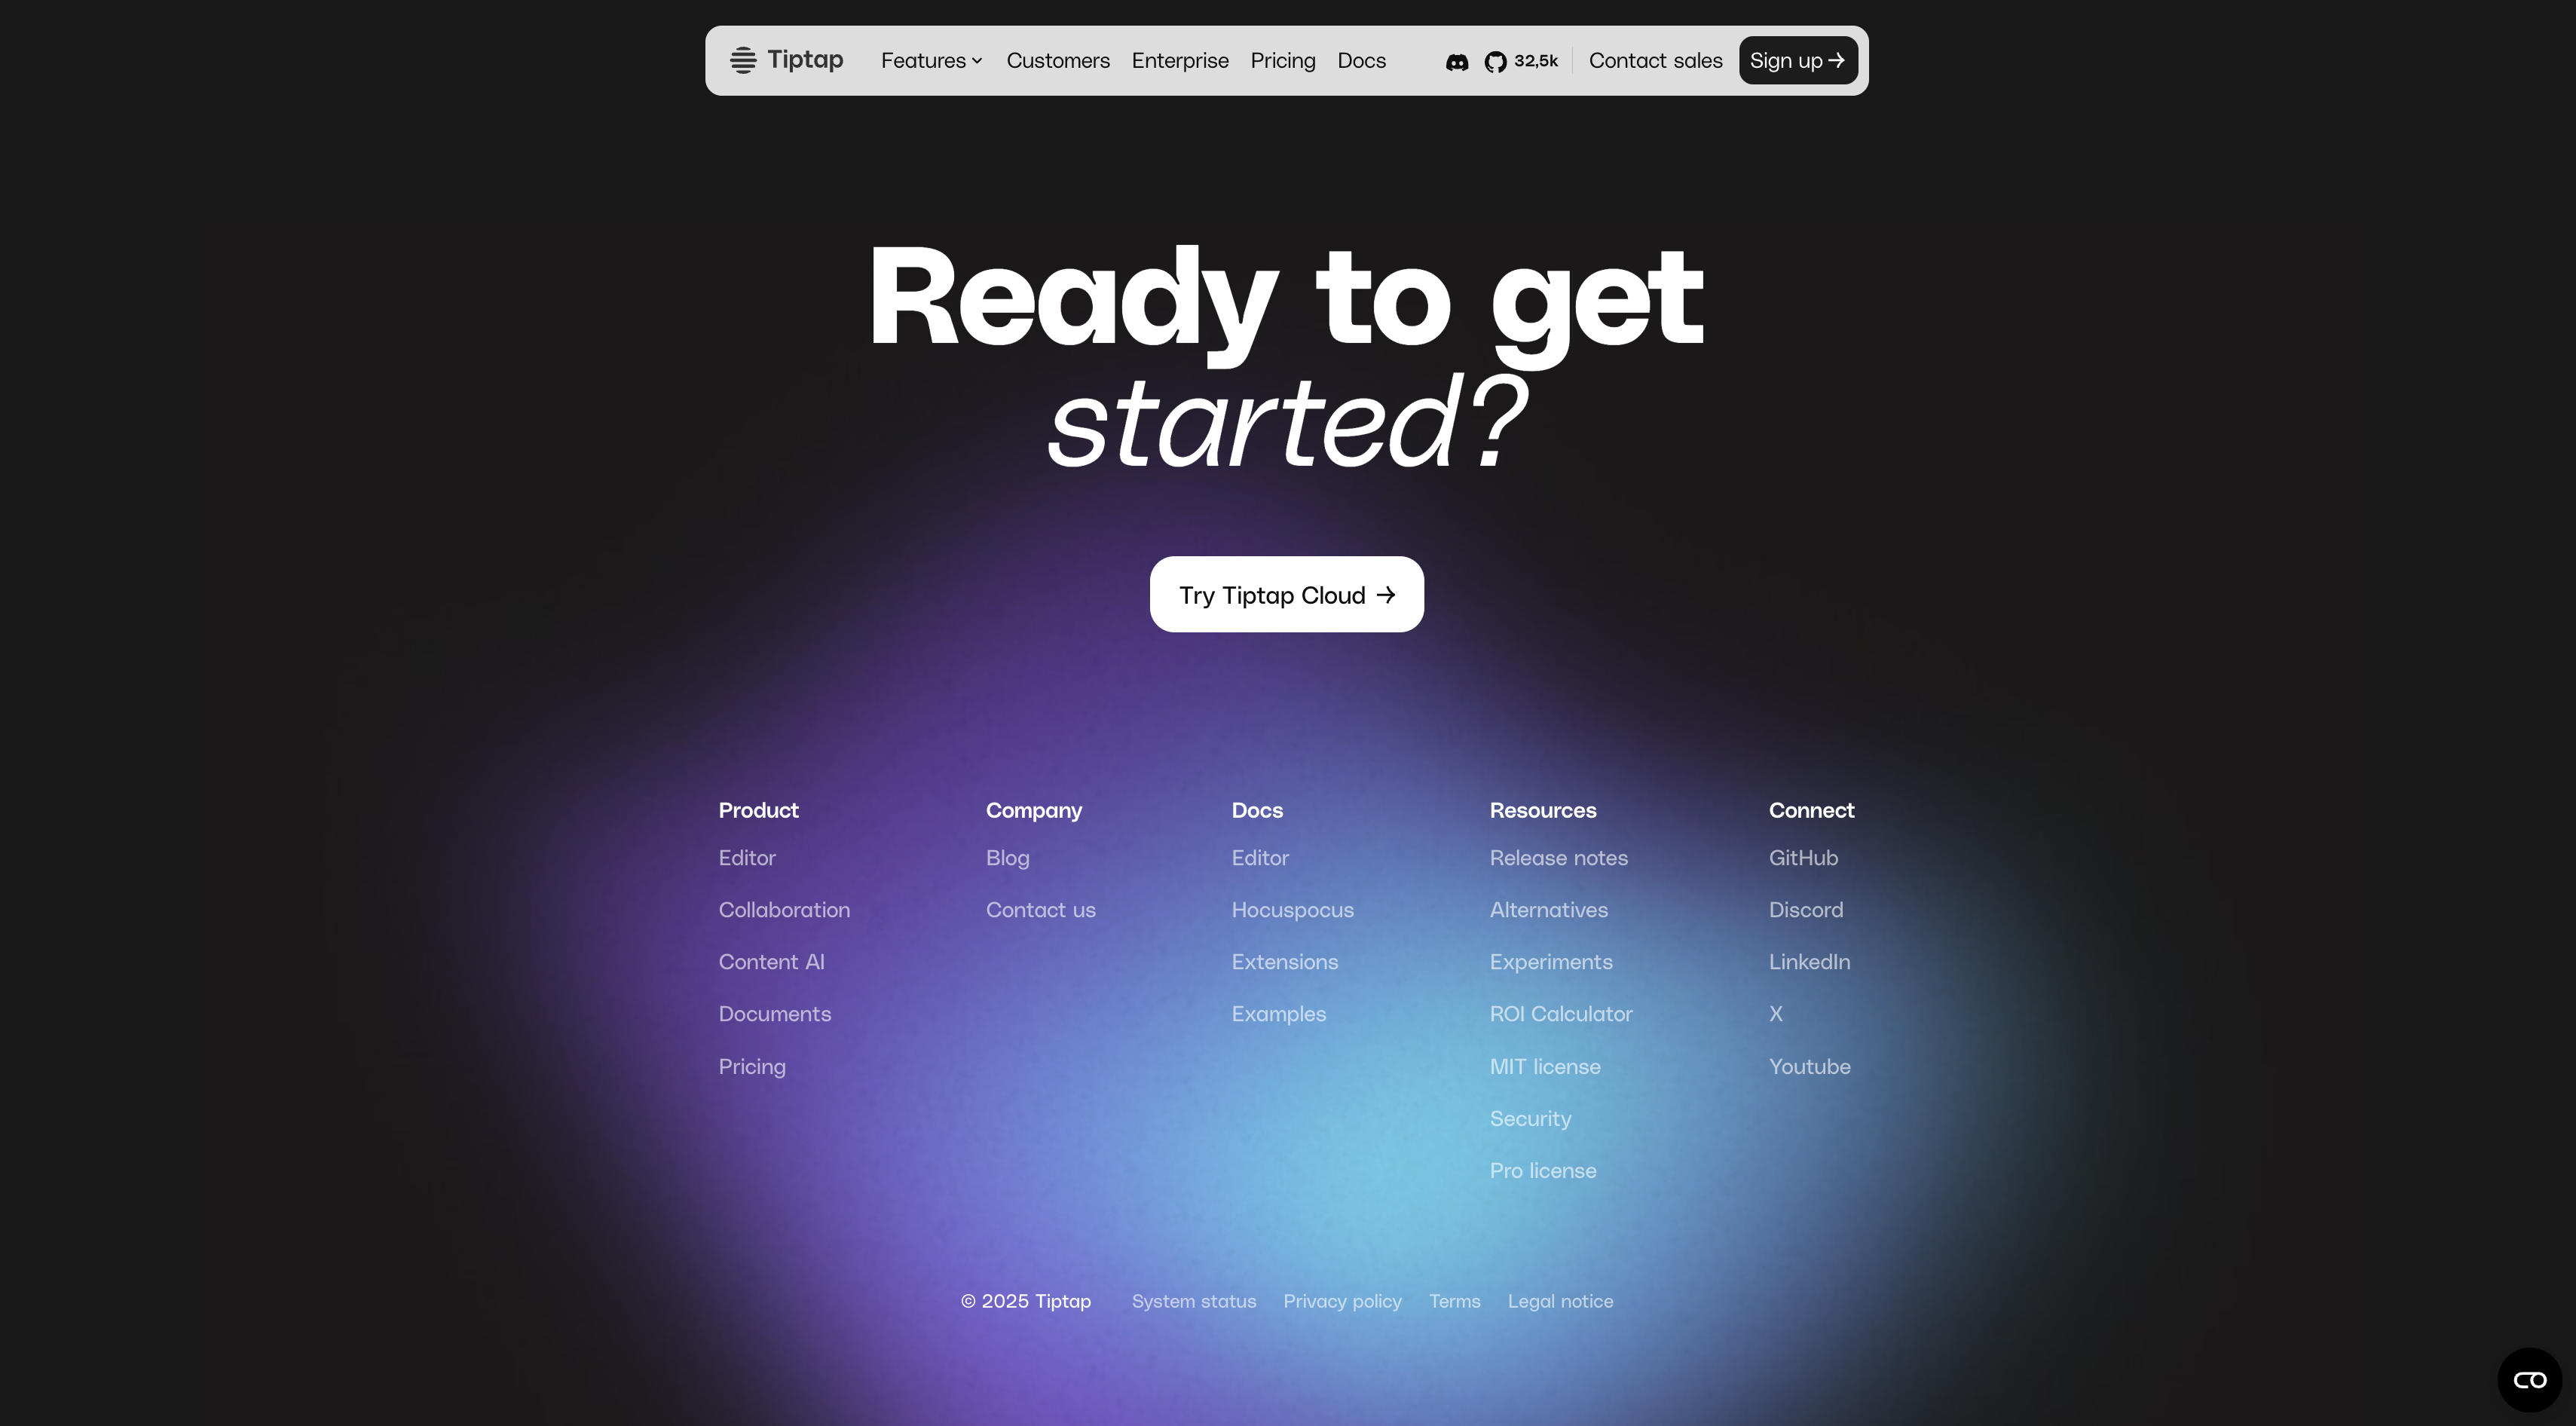 Tiptap Features Customers Enterprise Pricing Docs 32,5k Contact sales Sign up →
Ready to get
started?
Try Tiptap Cloud →
Product
Editor
Collaboration
Content AI
Documents
Pricing
Company
Blog
Contact us
Docs
Editor
Hocuspocus
Extensions
Examples
Resources
Release notes
Alternatives
Experiments
ROI Calculator
MIT license
Security
Pro license
Connect
GitHub
Discord
LinkedIn
X
Youtube
© 2025 Tiptap System status Privacy policy Terms Legal notice